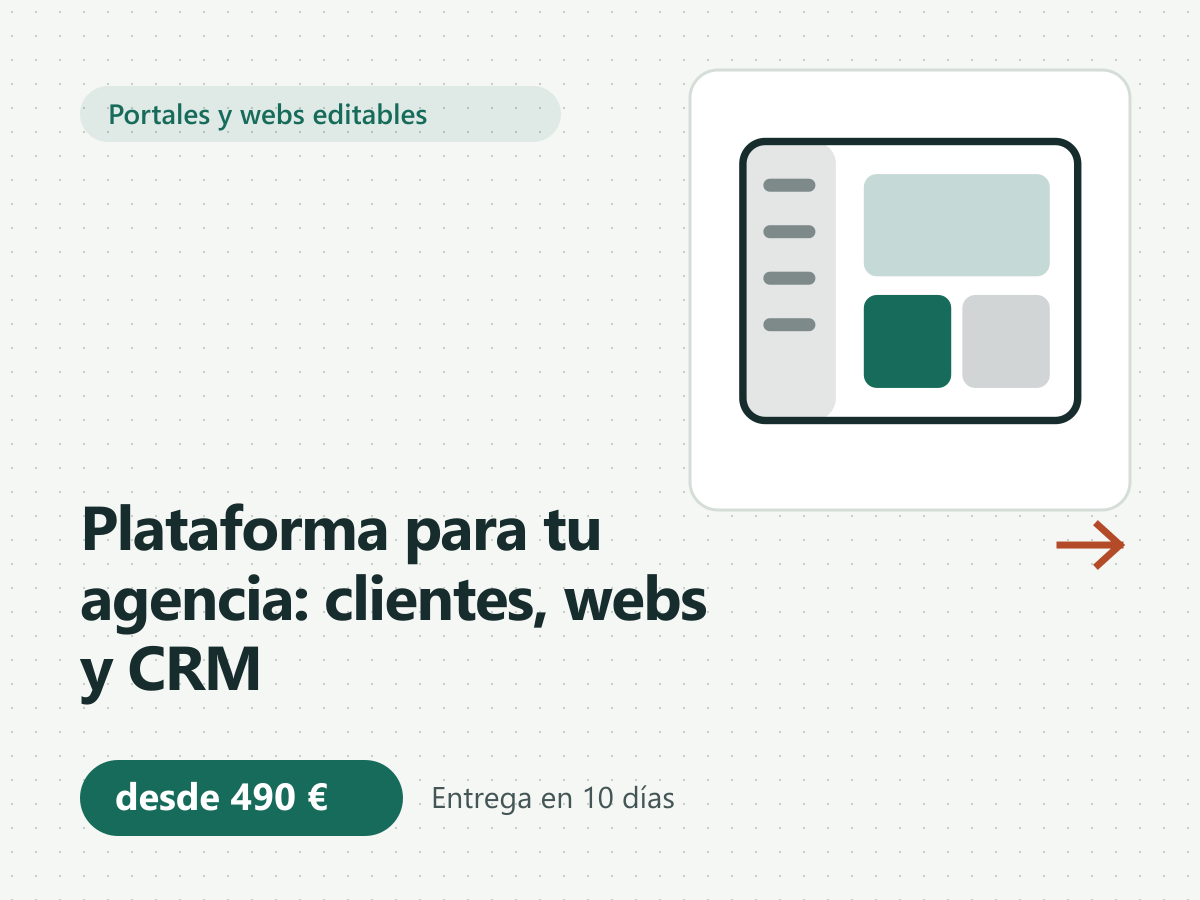 Portales y webs editables
Plataforma para tu
agencia: clientes, webs
y CRM
desde 490 €
Entrega en 10 días